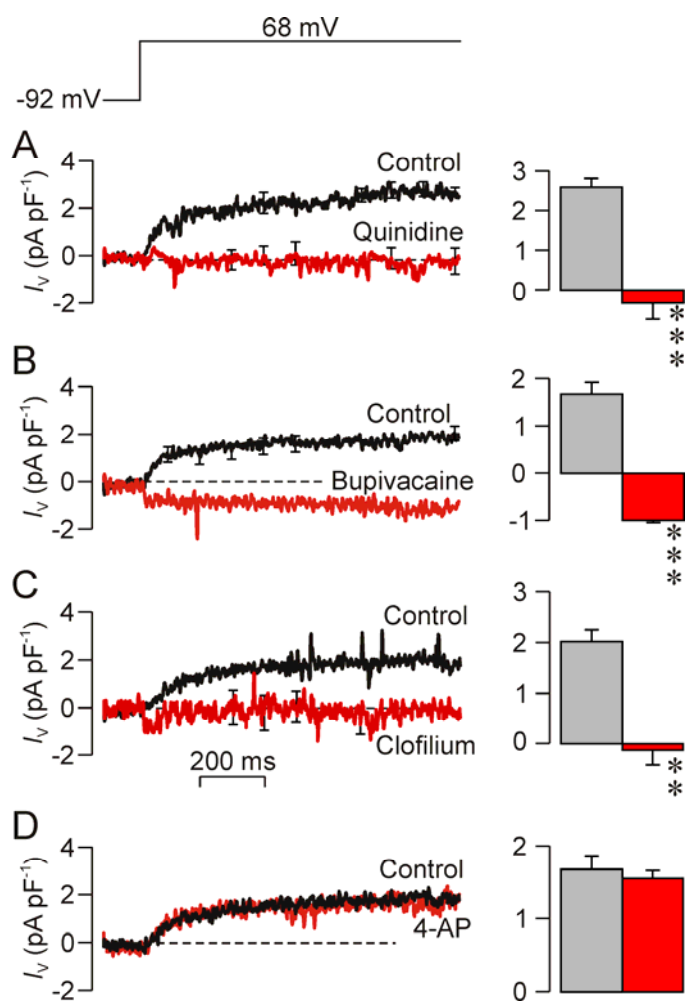 68 mV
-92 mV
A
4
2
0
-2
I_V (pA pF⁻¹)
Control
Quinidine
3
2
1
0
***
B
4
2
0
-2
I_V (pA pF⁻¹)
Control
Bupivacaine
2
1
0
-1
***
C
4
2
0
-2
I_V (pA pF⁻¹)
Control
Clofilium
200 ms
3
2
1
0
**
D
4
2
0
-2
I_V (pA pF⁻¹)
Control
4-AP
2
1
0